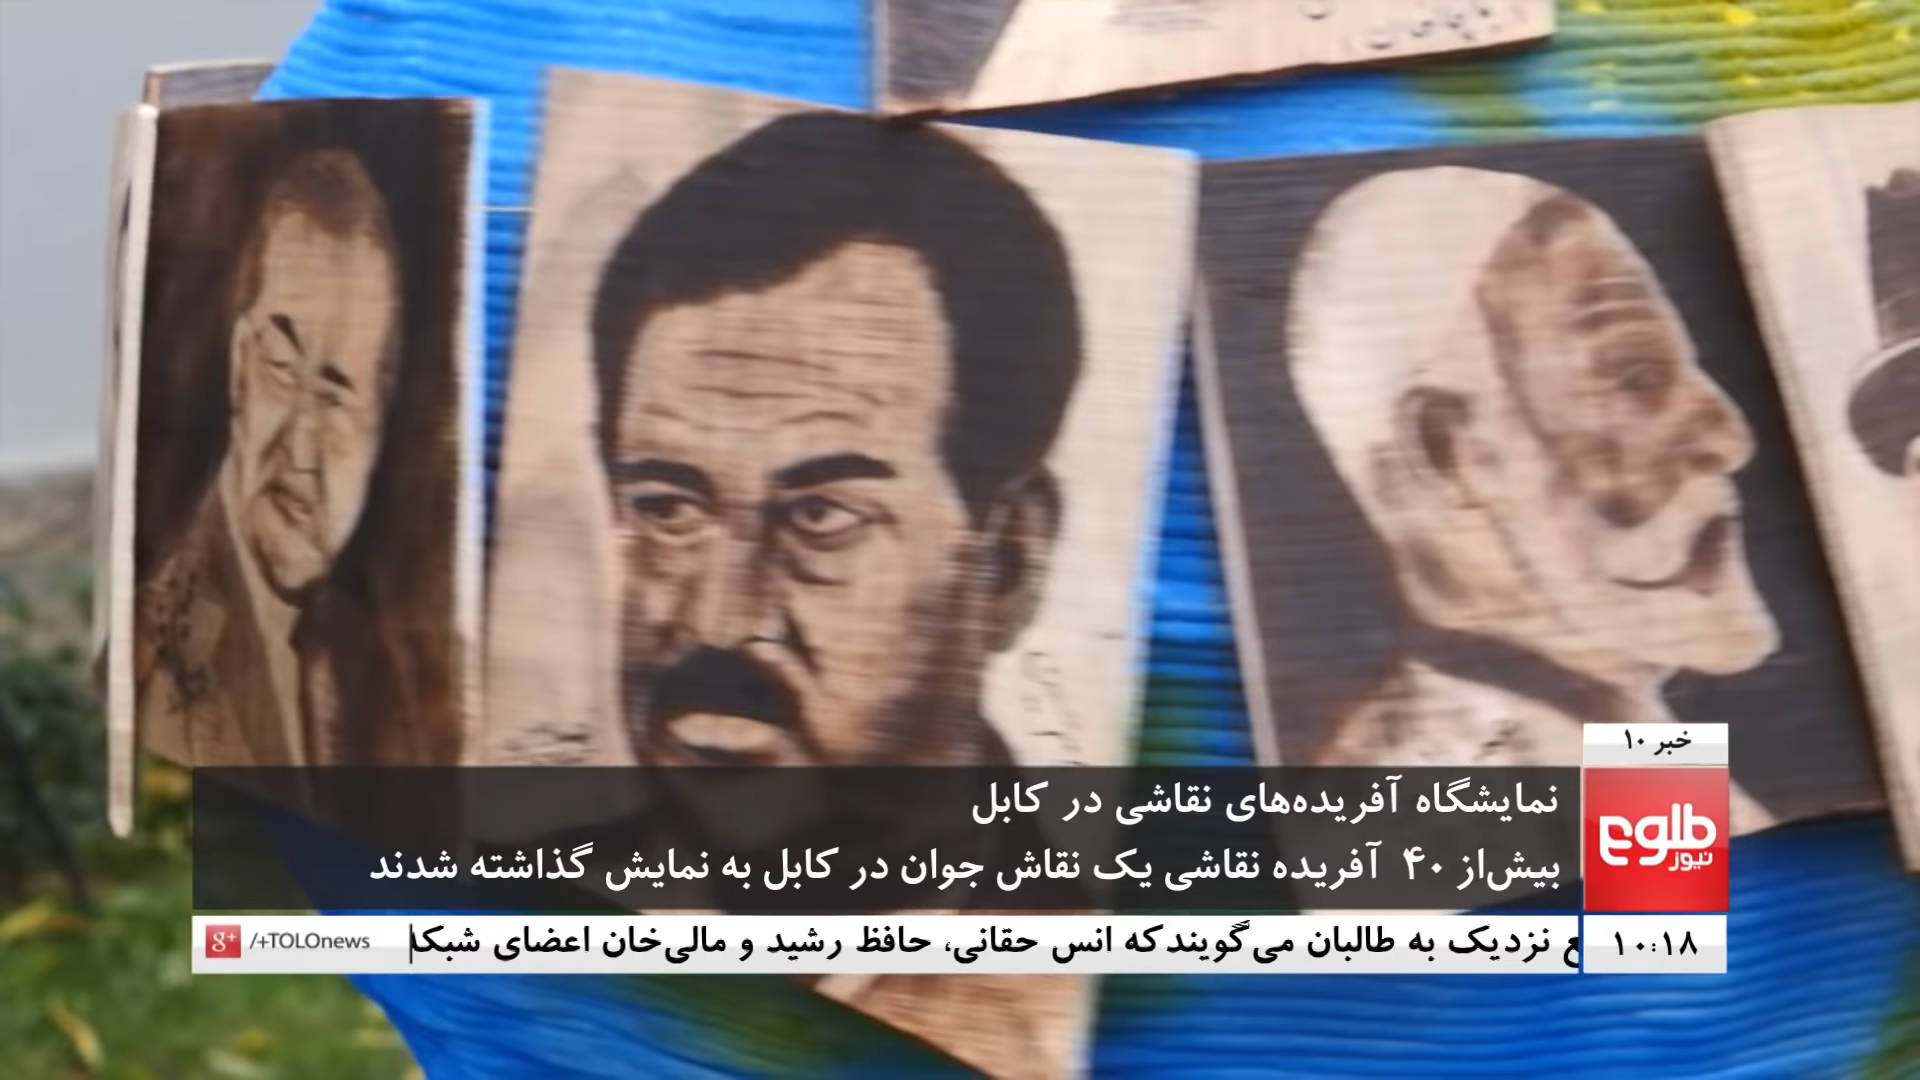 خبر ۱۰
نمایشگاه آفریده‌های نقاشی در کابل
بیش‌از ۴۰ آفریده نقاشی یک نقاش جوان در کابل به نمایش گذاشته شدند
طلوع
نیوز
۱۰:۱۸
نزدیک به طالبان می‌گویندکه انس حقانی، حافظ رشید و مالی‌خان اعضای
g+ /+TOLOnews